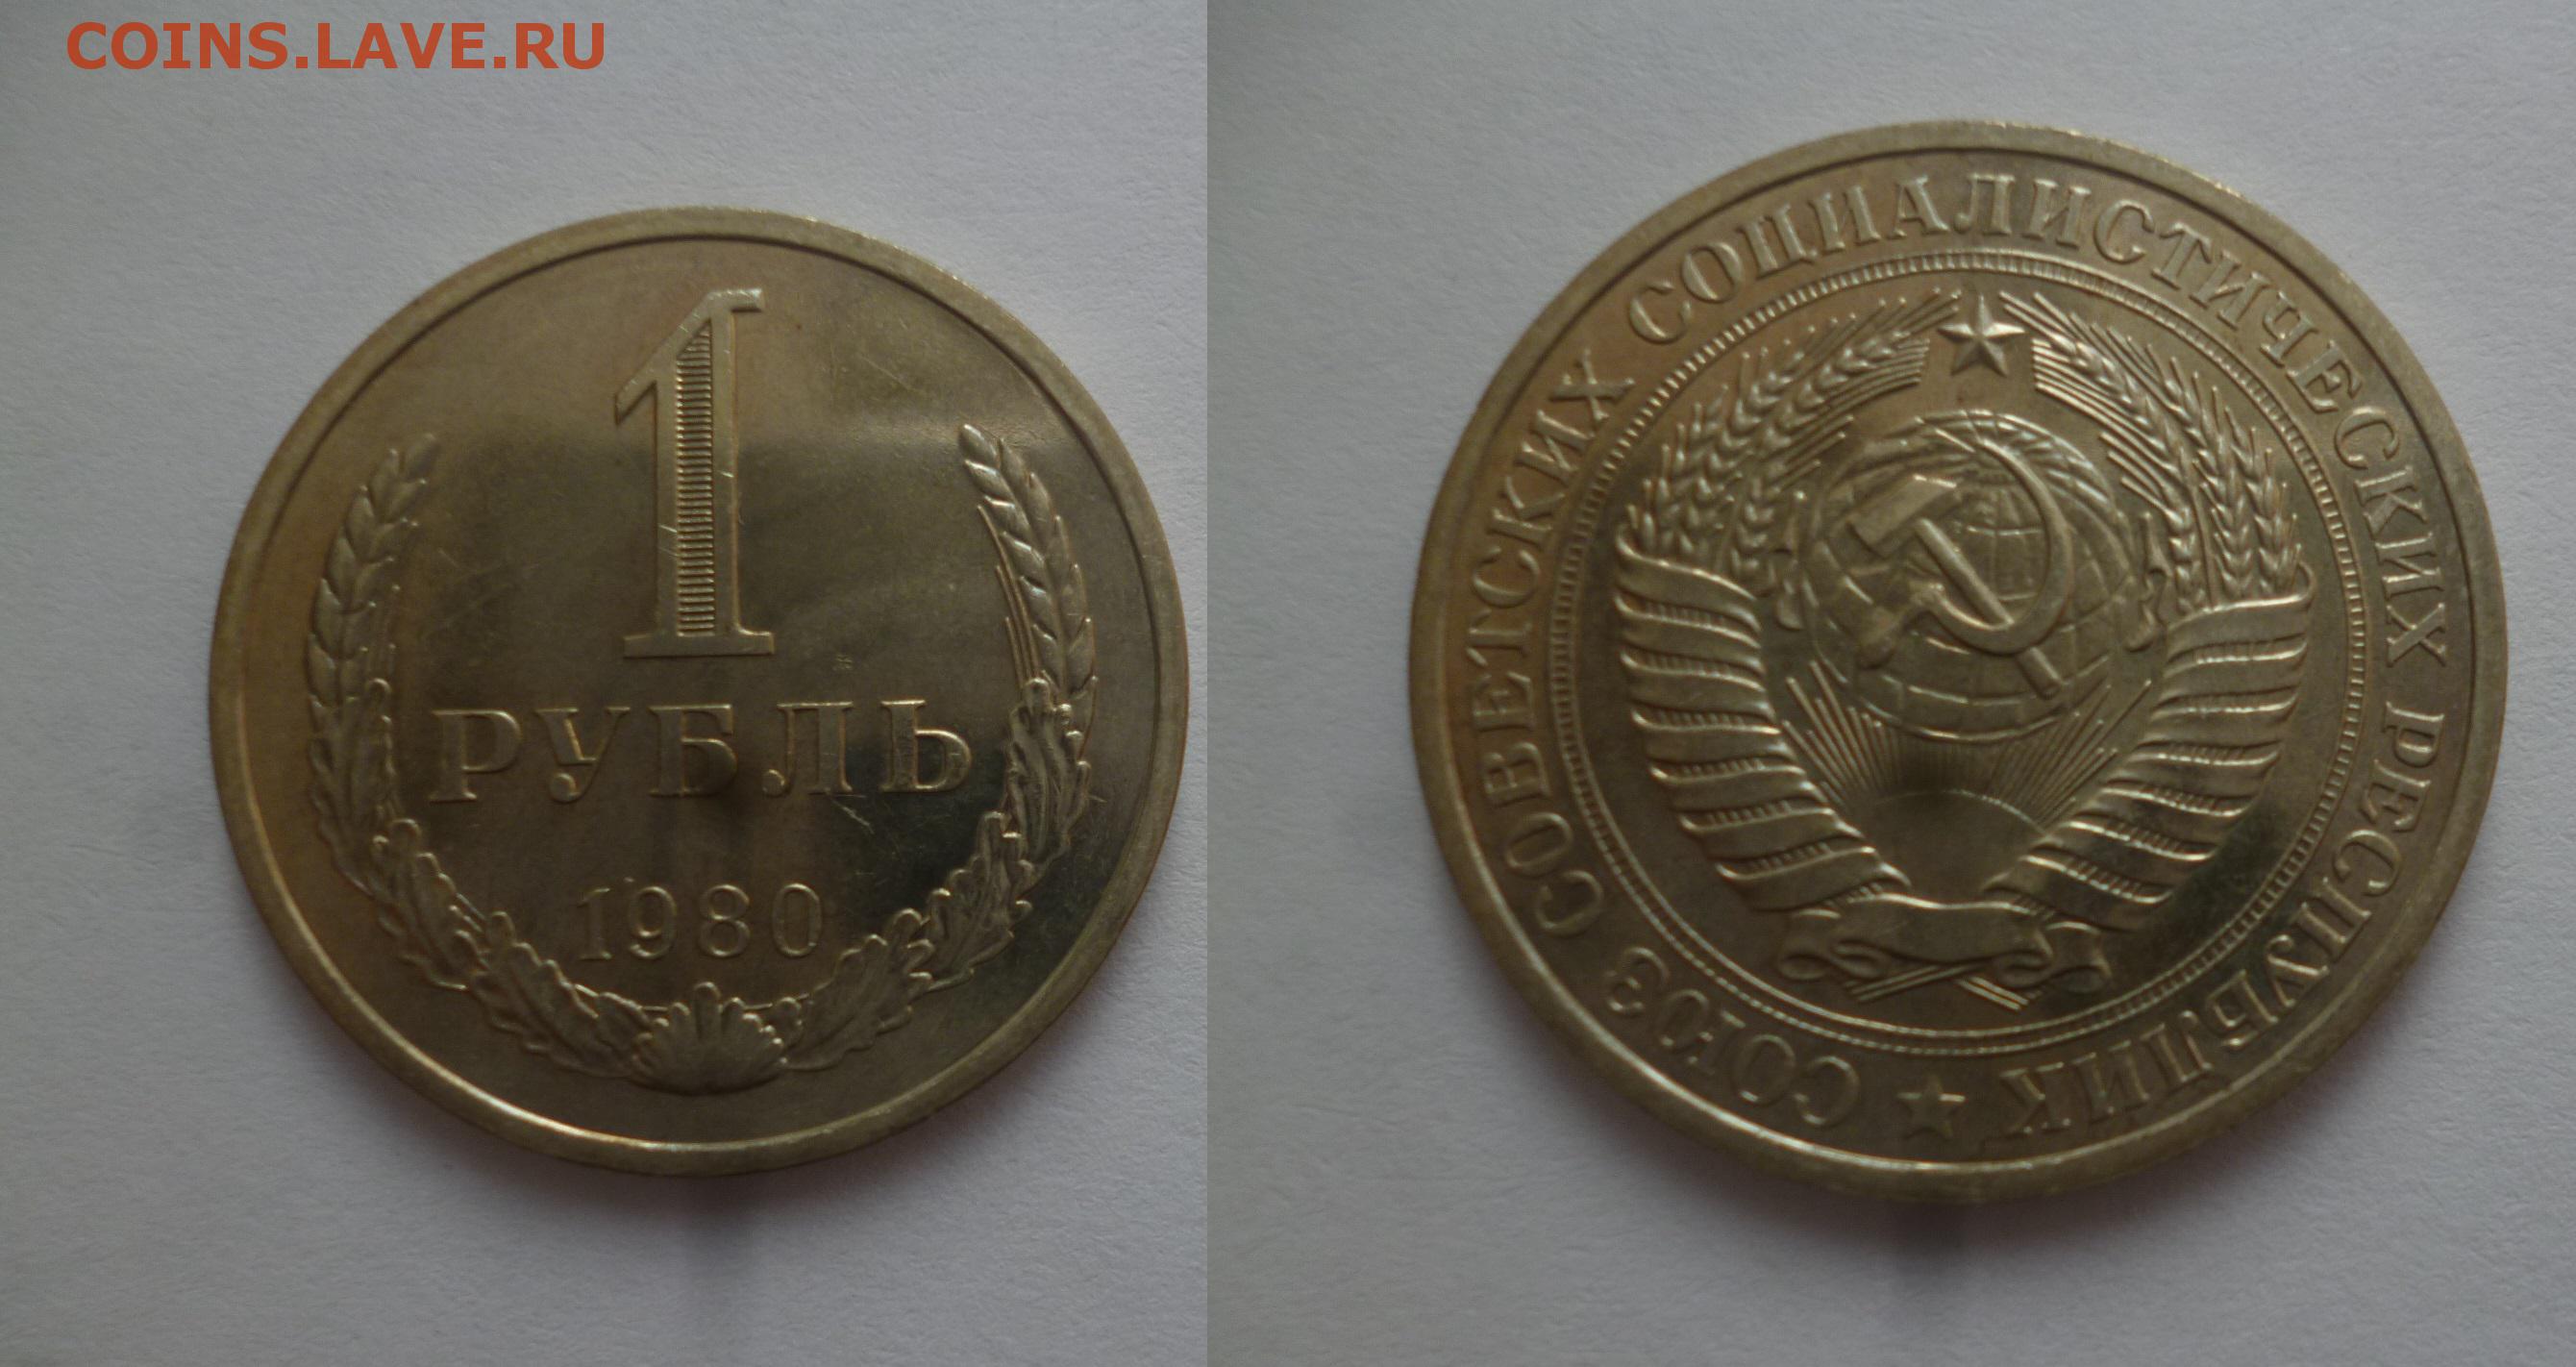 COINS.LAVE.RU
1
РУБЛЬ
1980
СОЮЗ СОВЕТСКИХ СОЦИАЛИСТИЧЕСКИХ РЕСПУБЛИК